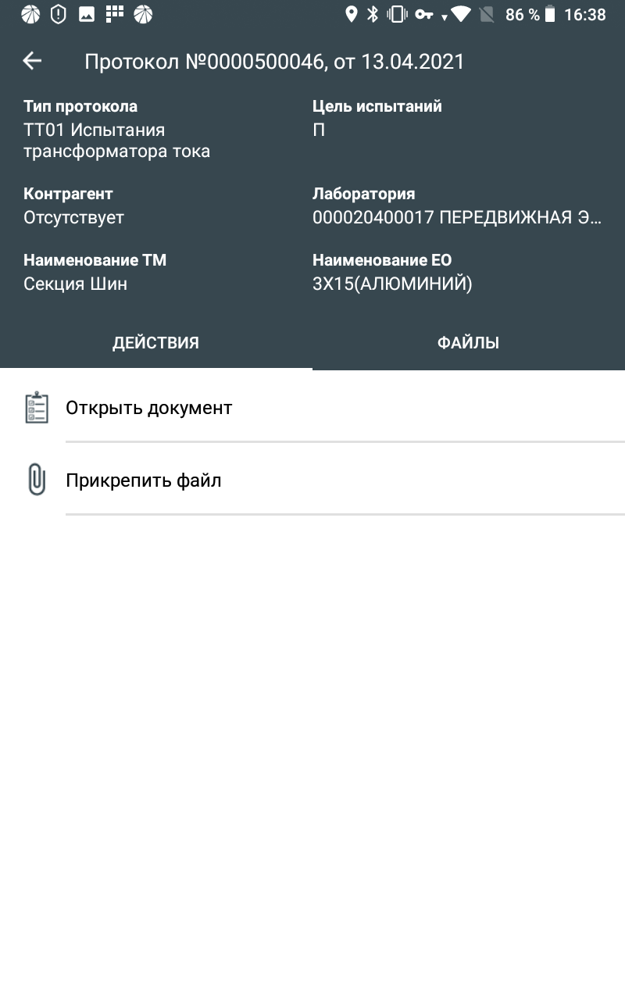 86 % 16:38
Протокол №0000500046, от 13.04.2021
Тип протокола
ТТ01 Испытания
трансформатора тока
Цель испытаний
П
Контрагент
Отсутствует
Лаборатория
000020400017 ПЕРЕДВИЖНАЯ Э...
Наименование ТМ
Секция Шин
Наименование ЕО
3Х15(АЛЮМИНИЙ)
ДЕЙСТВИЯ
ФАЙЛЫ
Открыть документ
Прикрепить файл